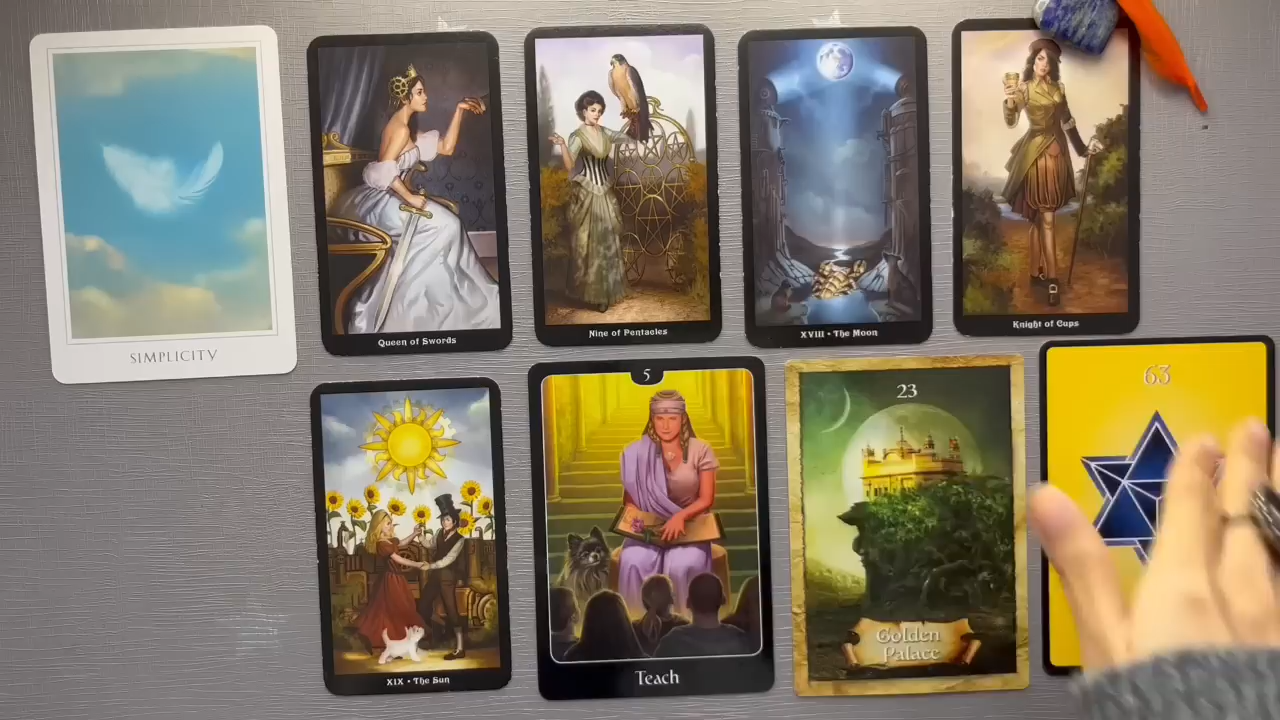 SIMPLICITY
Queen of Swords
Nine of Pentacles
XVIII • The Moon
Knight of Cups
XIX • The Sun
5
Teach
23
Golden
Palace
63